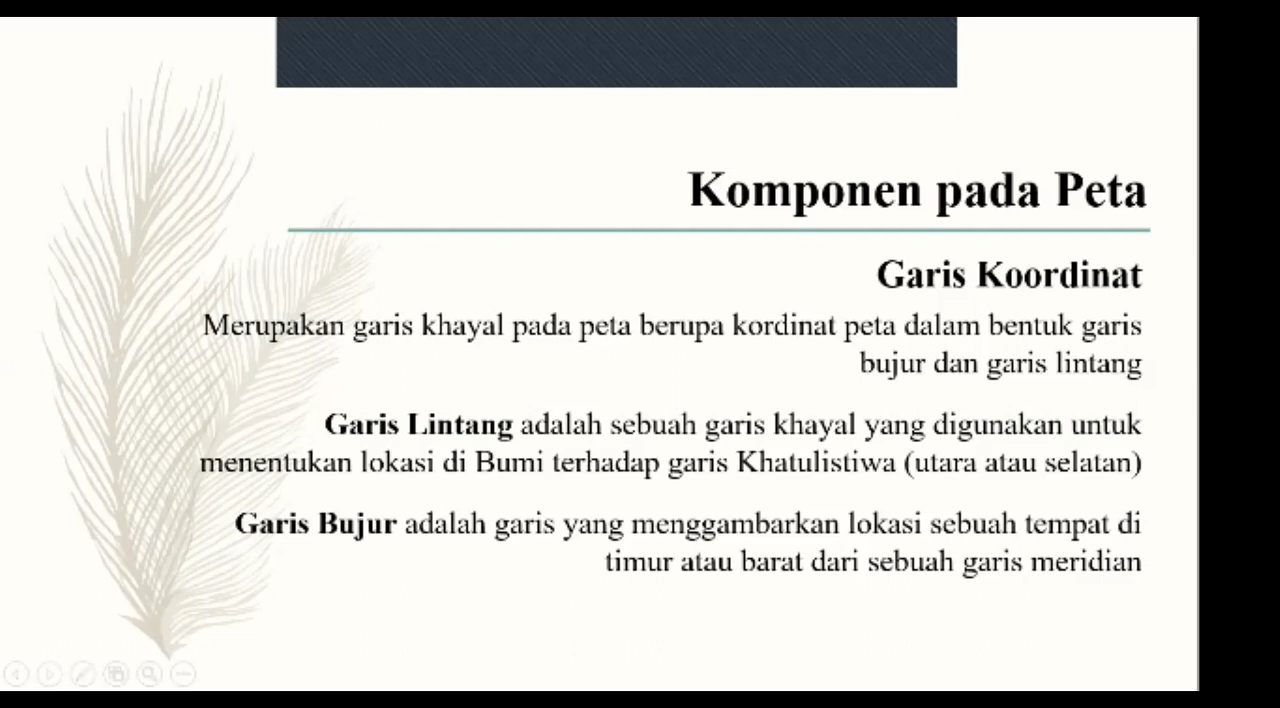 Komponen pada Peta
Garis Koordinat
Merupakan garis khayal pada peta berupa kordinat peta dalam bentuk garis
bujur dan garis lintang
Garis Lintang adalah sebuah garis khayal yang digunakan untuk
menentukan lokasi di Bumi terhadap garis Khatulistiwa (utara atau selatan)
Garis Bujur adalah garis yang menggambarkan lokasi sebuah tempat di
timur atau barat dari sebuah garis meridian